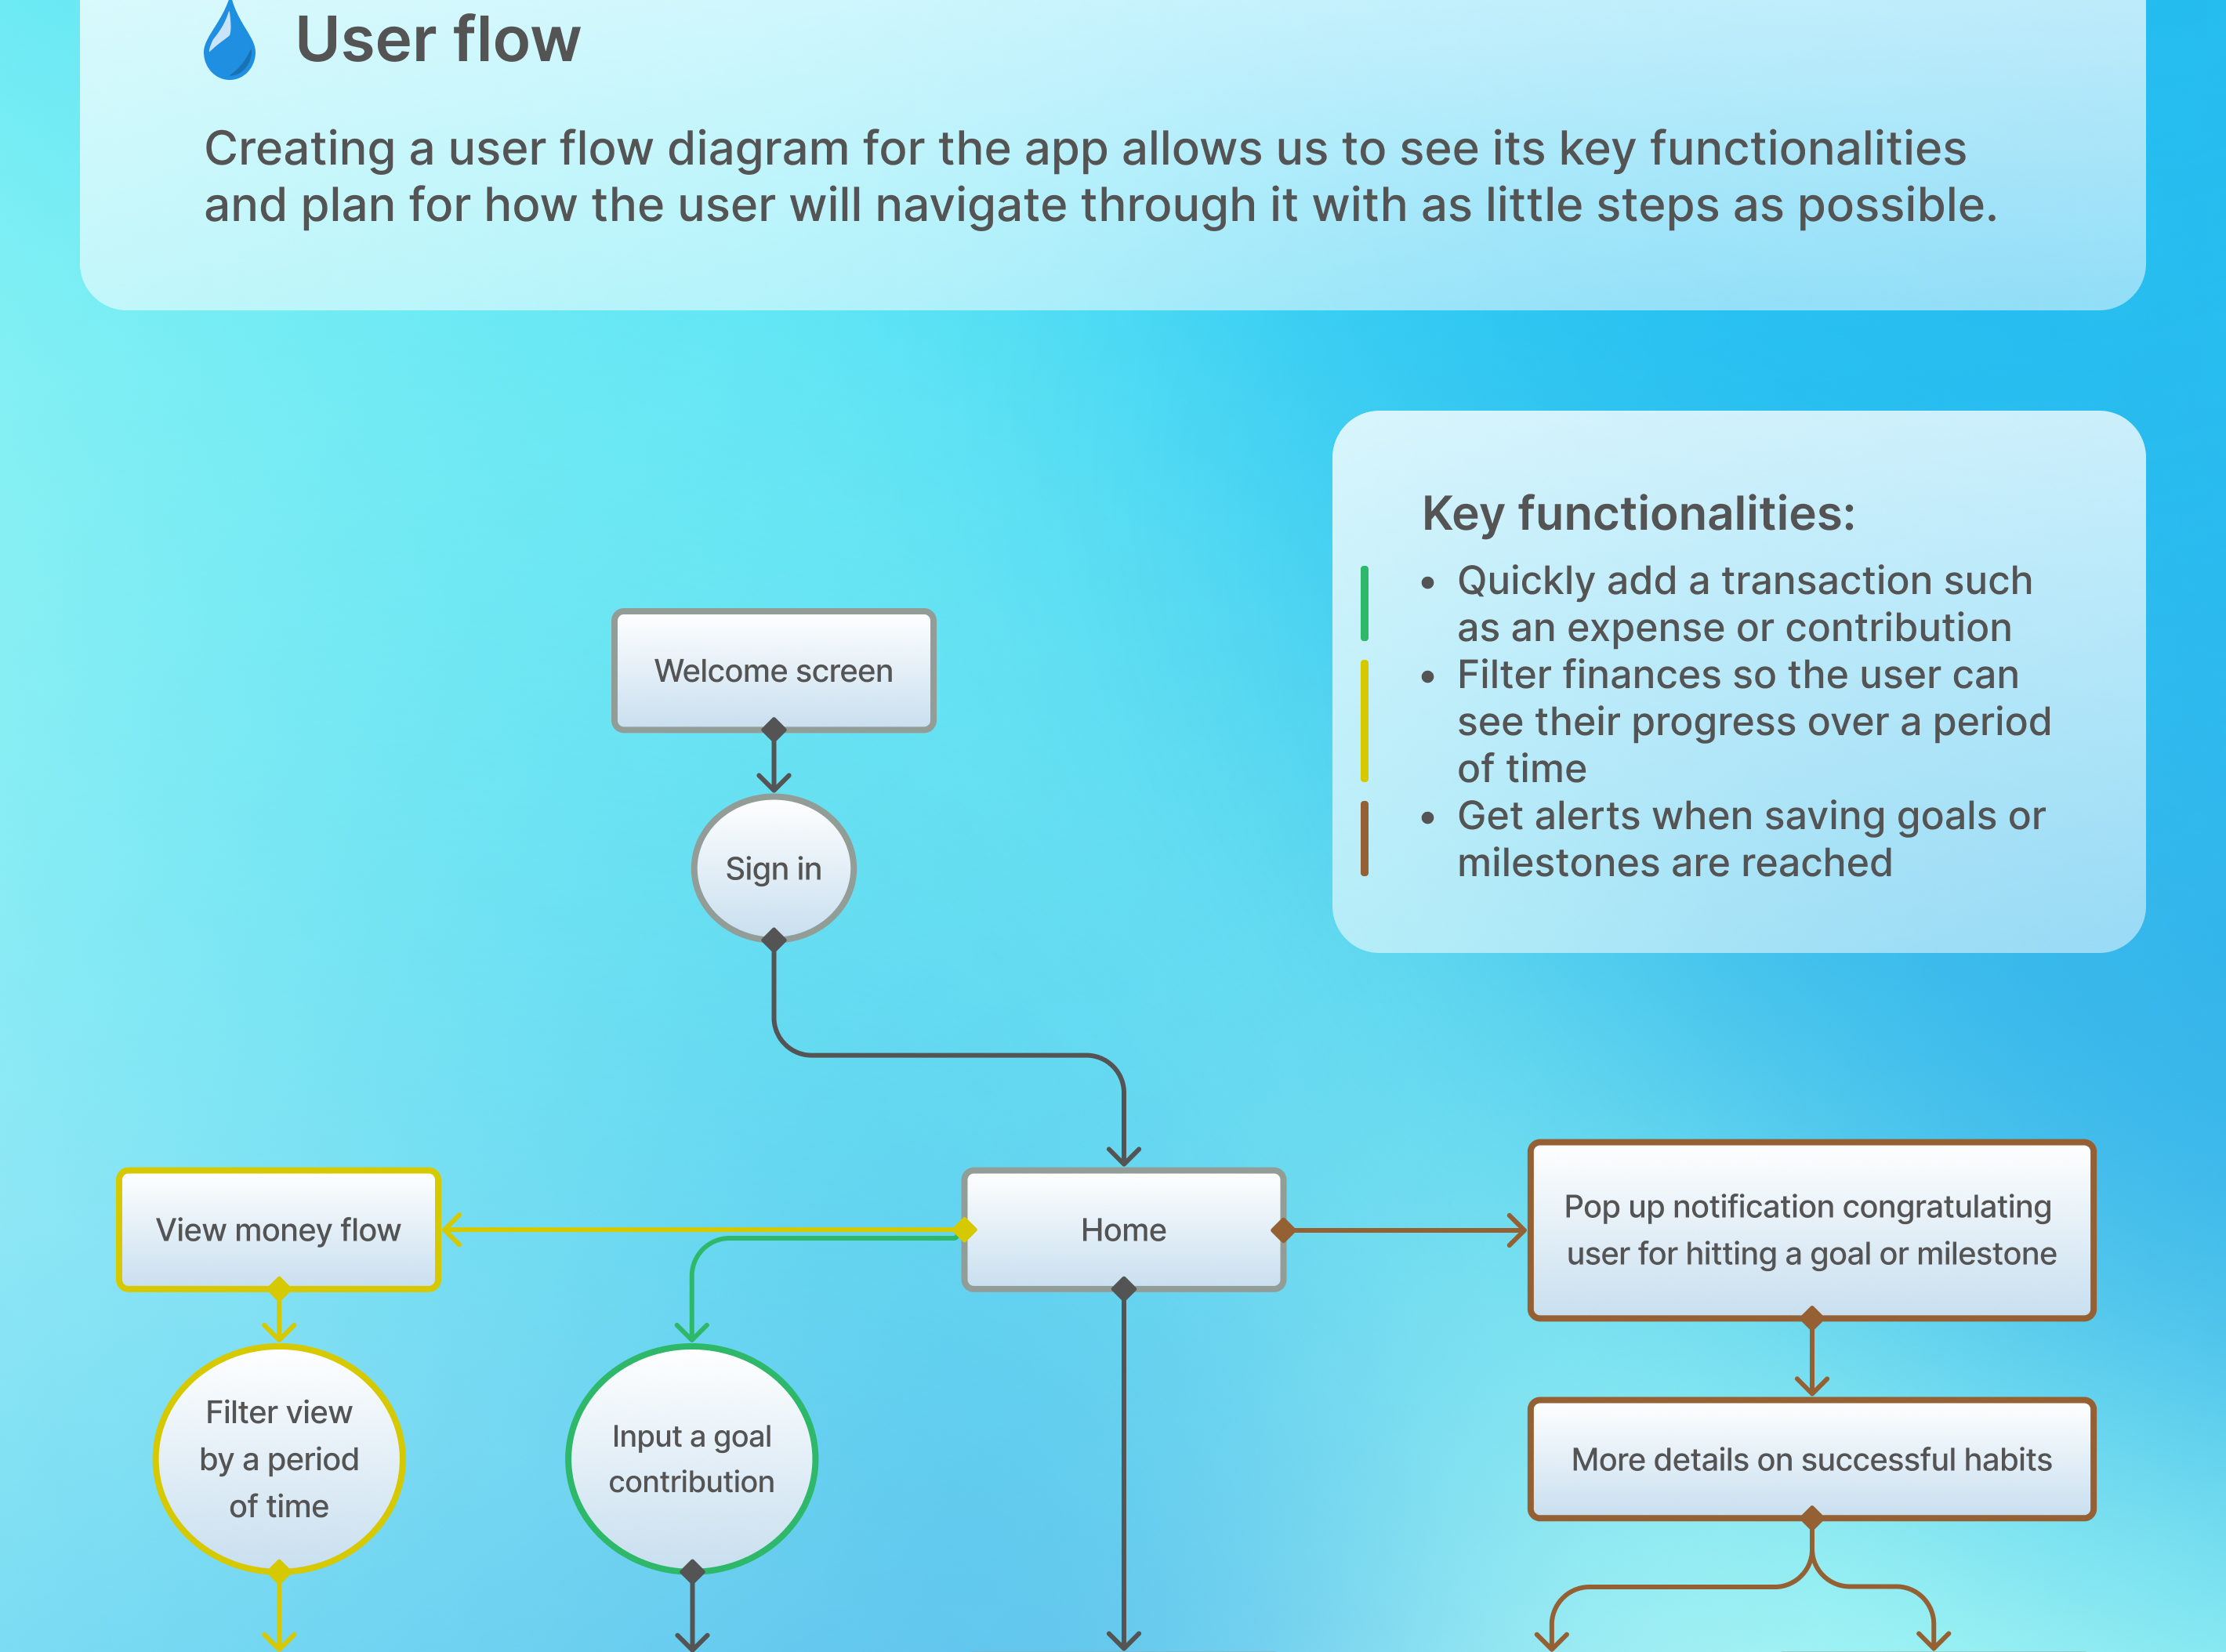 User flow
Creating a user flow diagram for the app allows us to see its key functionalities
and plan for how the user will navigate through it with as little steps as possible.
Key functionalities:
• Quickly add a transaction such
as an expense or contribution
• Filter finances so the user can
see their progress over a period
of time
• Get alerts when saving goals or
milestones are reached
Welcome screen
Sign in
View money flow
Home
Pop up notification congratulating
user for hitting a goal or milestone
Filter view
by a period
of time
Input a goal
contribution
More details on successful habits